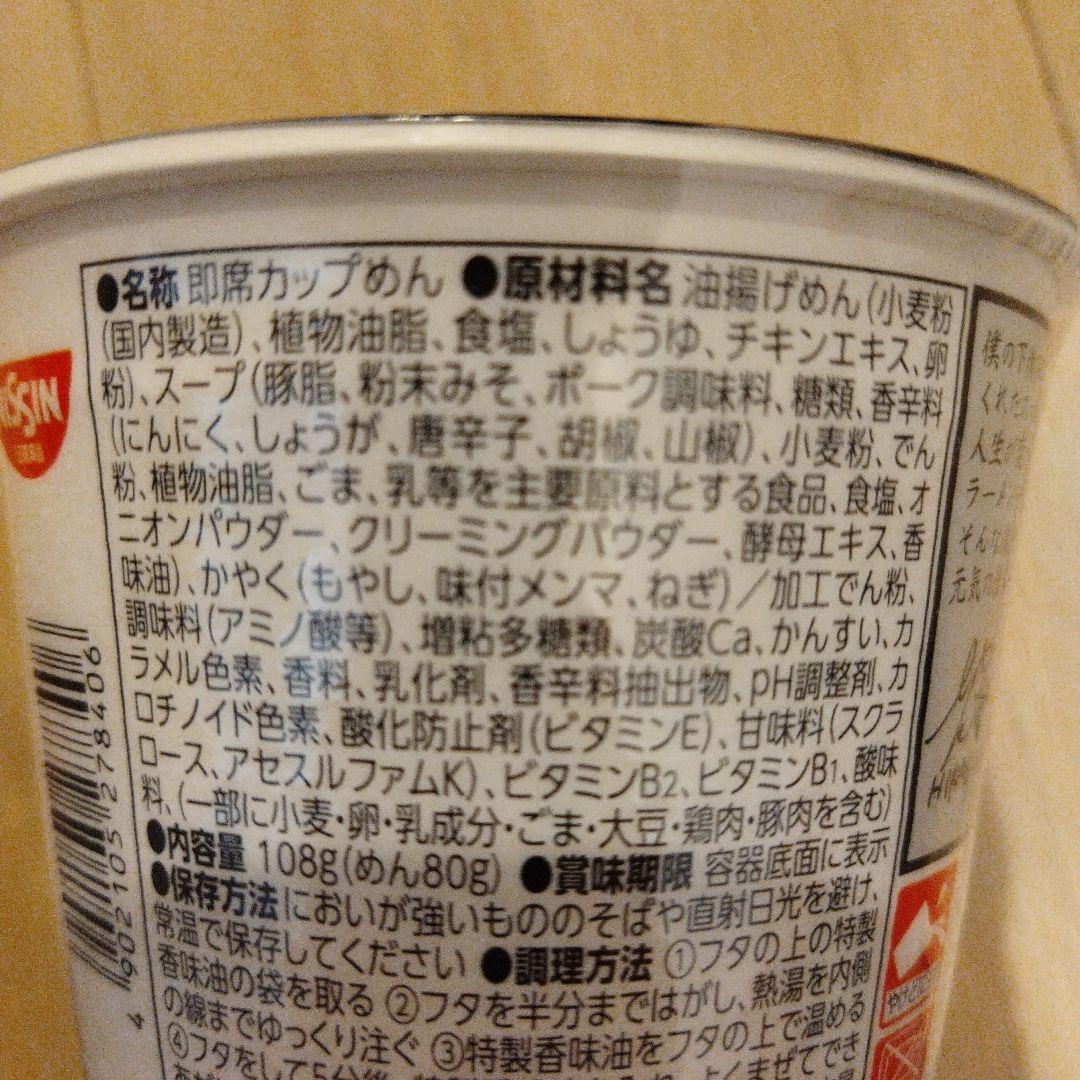 ●名称 即席カップめん ●原材料名 油揚げめん(小麦粉
(国内製造)、植物油脂、食塩、しょうゆ、チキンエキス、卵
粉)、スープ(豚脂、粉末みそ、ポーク調味料、糖類、香辛料
(にんにく、しょうが、唐辛子、胡椒、山椒)、小麦粉、でん
粉、植物油脂、ごま、乳等を主要原料とする食品、食塩、オ
ニオンパウダー、クリーミングパウダー、酵母エキス、香
味油)、かやく(もやし、味付メンマ、ねぎ)/加工でん粉、
調味料(アミノ酸等)、増粘多糖類、炭酸Ca、かんすい、カ
ラメル色素、香料、乳化剤、香辛料抽出物、pH調整剤、カ
ロチノイド色素、酸化防止剤(ビタミンE)、甘味料(スクラ
ロース、アセスルファムK)、ビタミンB2、ビタミンB1、酸味
料、(一部に小麦・卵・乳成分・ごま・大豆・鶏肉・豚肉を含む)
●内容量 108g(めん80g) ●賞味期限 容器底面に表示
●保存方法 においが強いもののそばや直射日光を避け、
常温で保存してください ●調理方法 ①フタの上の特製
香味油の袋を取る ②フタを半分まではがし、熱湯を内側
の線までゆっくり注ぐ ③特製香味油をフタの上で温める
④フタをして5分後、
よくまぜてでき
NISSIN
4 902105 278406
僕の下
くれた
人生
ラーメン
そんな
元気の